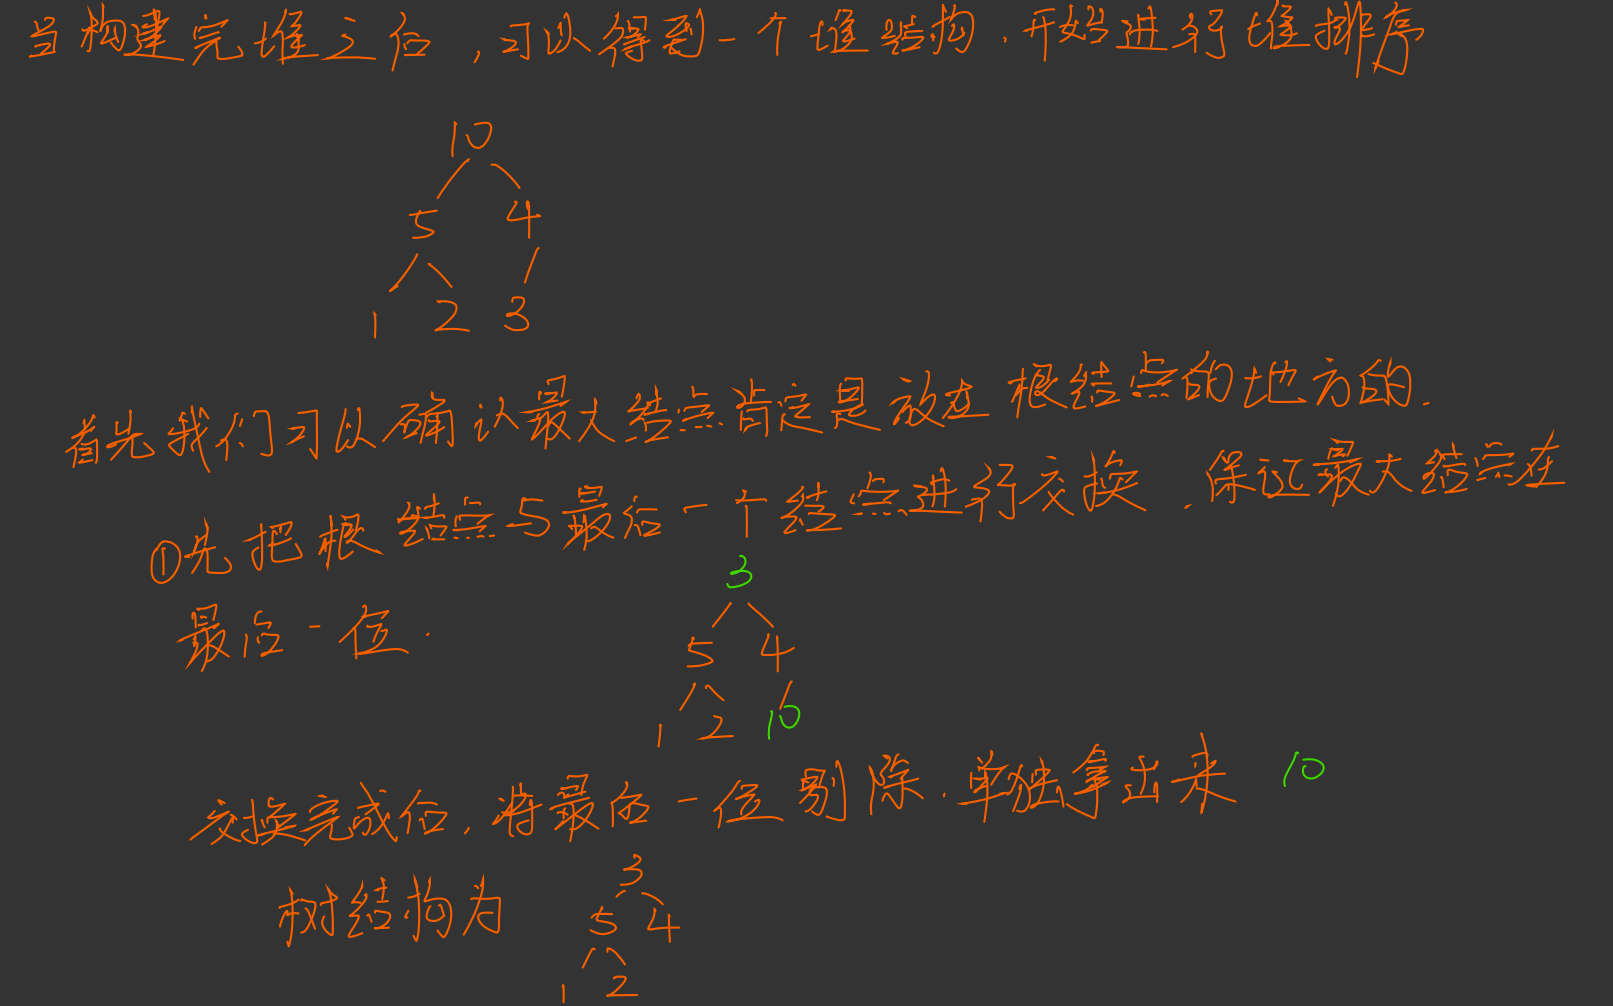 当构建完堆之后,可以得到一个堆结构.开始进行堆排序
10
5 4
1 2 3
首先我们可以确认最大结点肯定是放在根结点的地方的.
①先把根结点与最后一个结点进行交换.保证最大结点在
最后一位.
3
5 4
1 2 10
交换完成后,将最后一位剔除.单独拿出来 10
树结构为
3
5 4
1 2